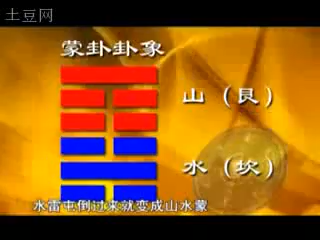 土豆网
蒙卦卦象
山（艮）
水（坎）
水雷屯倒过来就变成山水蒙